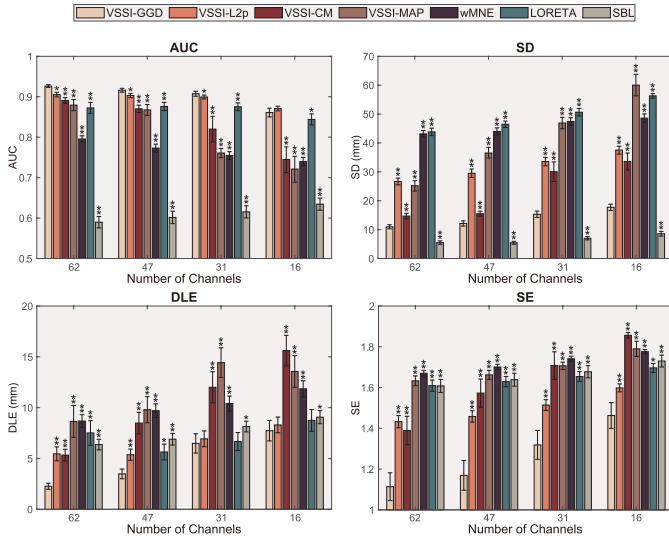 VSSI-GGD VSSI-L2p VSSI-CM VSSI-MAP wMNE LORETA SBL
AUC
AUC
1
0.9
0.8
0.7
0.6
0.5
62 47 31 16
Number of Channels
SD
SD (mm)
70
60
50
40
30
20
10
0
62 47 31 16
Number of Channels
DLE
DLE (mm)
20
15
10
5
0
62 47 31 16
Number of Channels
SE
SE
2
1.8
1.6
1.4
1.2
1
62 47 31 16
Number of Channels